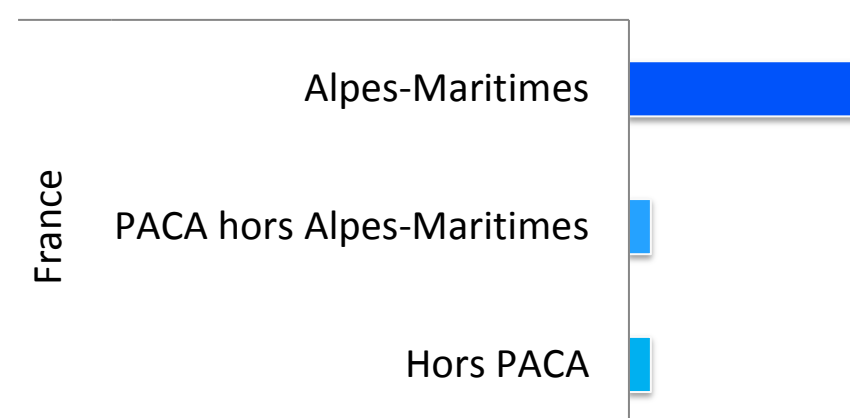 Alpes-Maritimes
France
PACA hors Alpes-Maritimes
Hors PACA